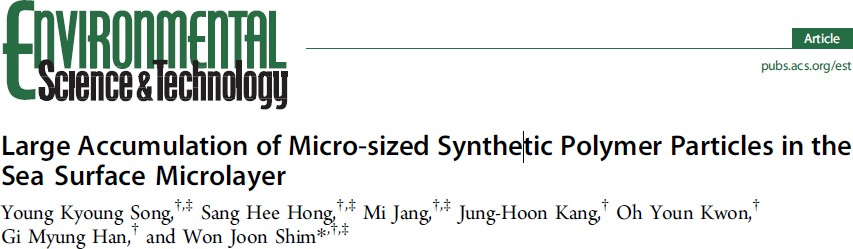 ENVIRONMENTAL
Science & Technology
Article
pubs.acs.org/est
Large Accumulation of Micro-sized Synthetic Polymer Particles in the
Sea Surface Microlayer
Young Kyoung Song,†,‡ Sang Hee Hong,†,‡ Mi Jang,†,‡ Jung-Hoon Kang,† Oh Youn Kwon,†
Gi Myung Han,† and Won Joon Shim*,†,‡